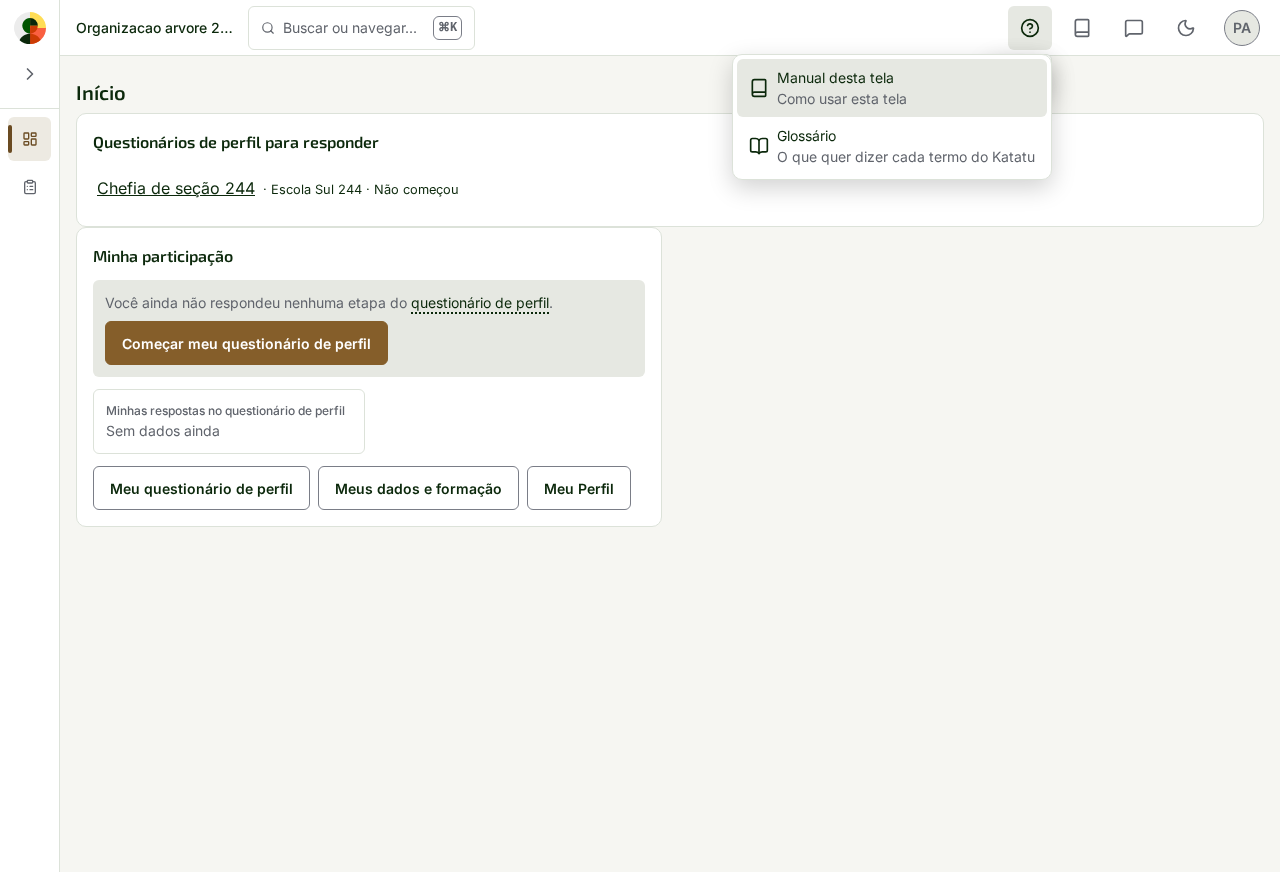 Organizacao arvore 2...
Buscar ou navegar...
⌘K
PA
Manual desta tela
Como usar esta tela
Glossário
O que quer dizer cada termo do Katatu
Início
Questionários de perfil para responder
Chefia de seção 244 · Escola Sul 244 · Não começou
Minha participação
Você ainda não respondeu nenhuma etapa do questionário de perfil.
Começar meu questionário de perfil
Minhas respostas no questionário de perfil
Sem dados ainda
Meu questionário de perfil
Meus dados e formação
Meu Perfil